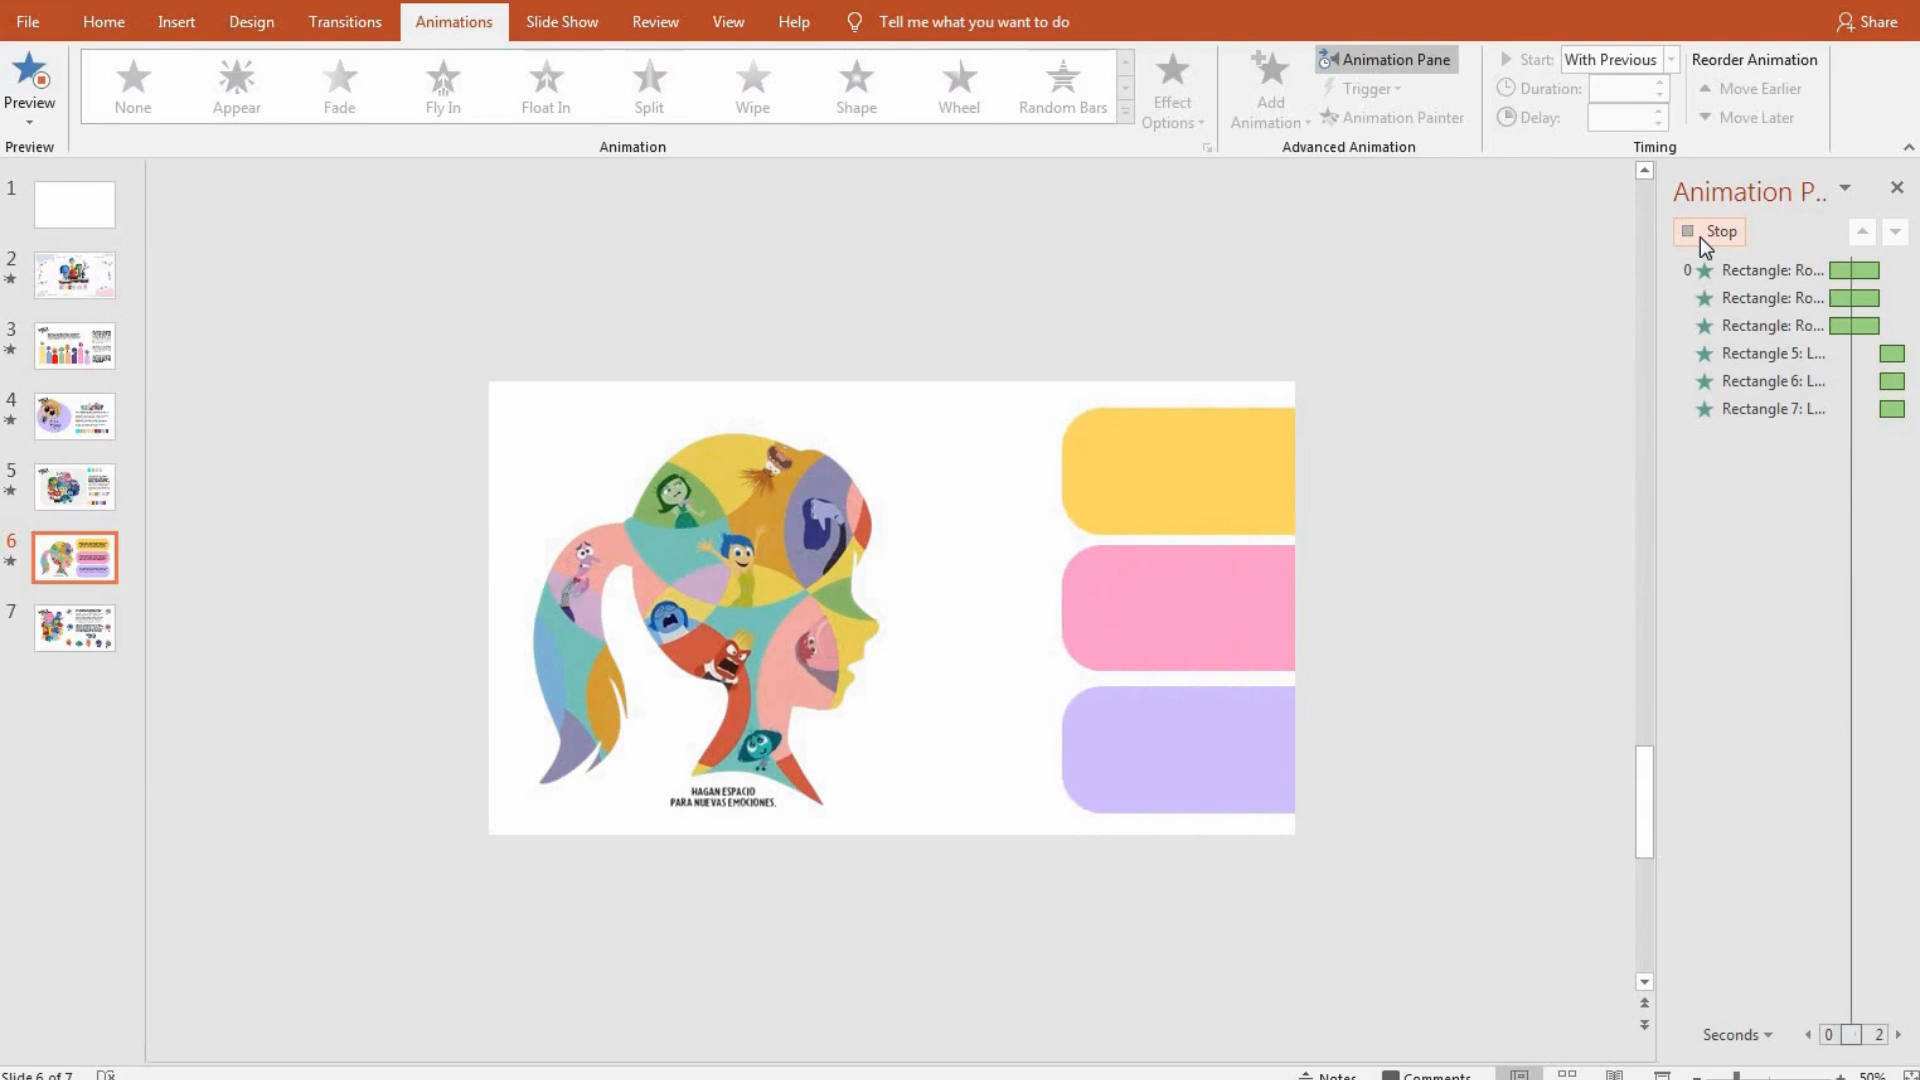 File Home Insert Design Transitions Animations Slide Show Review View Help Tell me what you want to do Share
Preview
None Appear Fade Fly In Float In Split Wipe Shape Wheel Random Bars
Effect Options
Add Animation
Animation Pane
Trigger
Animation Painter
Start: With Previous
Duration:
Delay:
Reorder Animation
Move Earlier
Move Later
Preview Animation Advanced Animation Timing
1
2
3
4
5
6
7
HAGAN ESPACIO
PARA NUEVAS EMOCIONES.
Animation P..
Stop
0 Rectangle: Ro...
Rectangle: Ro...
Rectangle: Ro...
Rectangle 5: L...
Rectangle 6: L...
Rectangle 7: L...
Seconds 0 2
Slide 6 of 7 Notes Comments 50%